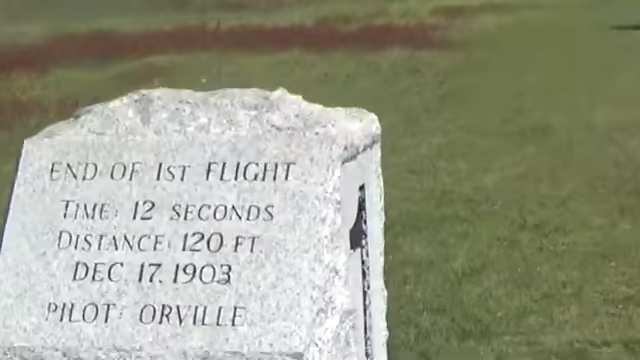 END OF 1ST FLIGHT
TIME: 12 SECONDS
DISTANCE: 120 FT.
DEC. 17, 1903
PILOT: ORVILLE